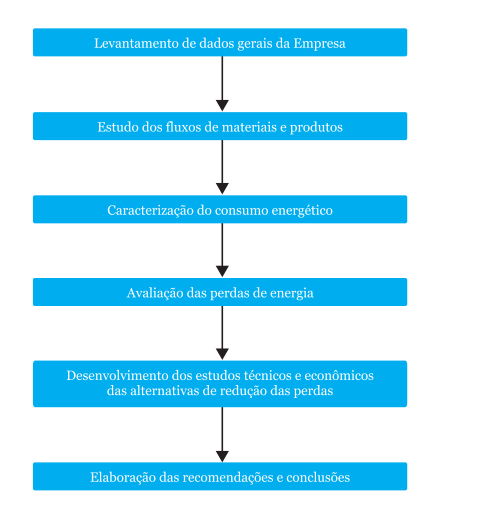 Levantamento de dados gerais da Empresa
Estudo dos fluxos de materiais e produtos
Caracterização do consumo energético
Avaliação das perdas de energia
Desenvolvimento dos estudos técnicos e econômicos
das alternativas de redução das perdas
Elaboração das recomendações e conclusões